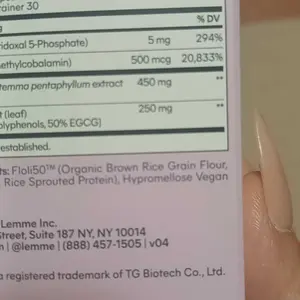 ainer 30
% DV
ridoxal 5-Phosphate) 5 mg 294%
ethylcobalamin) 500 mcg 20,833%
temma pentaphyllum extract 450 mg **
t (leaf) 250 mg **
olyphenols, 50% EGCG)
established.
ts: Floli50™ (Organic Brown Rice Grain Flour,
Rice Sprouted Protein), Hypromellose Vegan
Lemme Inc.
Street, Suite 187 NY, NY 10014
m | @lemme | (888) 457-1505 | v04
a registered trademark of TG Biotech Co., Ltd.